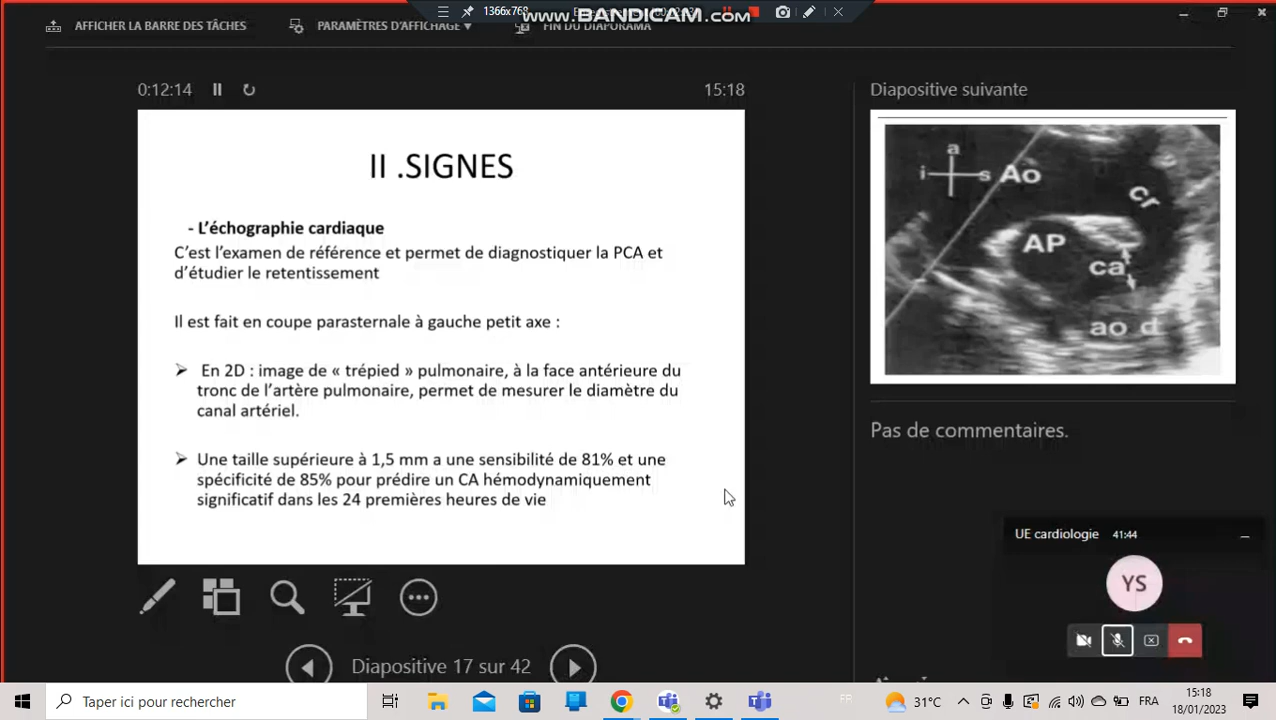 1366x768
www.BANDICAM.com
AFFICHER LA BARRE DES TÂCHES
PARAMÈTRES D'AFFICHAGE
FIN DU DIAPORAMA
0:12:14
15:18
II .SIGNES
- L'échographie cardiaque
C'est l'examen de référence et permet de diagnostiquer la PCA et
d'étudier le retentissement
Il est fait en coupe parasternale à gauche petit axe :
➢ En 2D : image de « trépied » pulmonaire, à la face antérieure du
tronc de l'artère pulmonaire, permet de mesurer le diamètre du
canal artériel.
➢ Une taille supérieure à 1,5 mm a une sensibilité de 81% et une
spécificité de 85% pour prédire un CA hémodynamiquement
significatif dans les 24 premières heures de vie
Diapositive 17 sur 42
Diapositive suivante
a
i s Ao
cr
AP
ca
ao d
Pas de commentaires.
UE cardiologie 41:44
YS
Taper ici pour rechercher
FR
31°C
FRA
15:18
18/01/2023